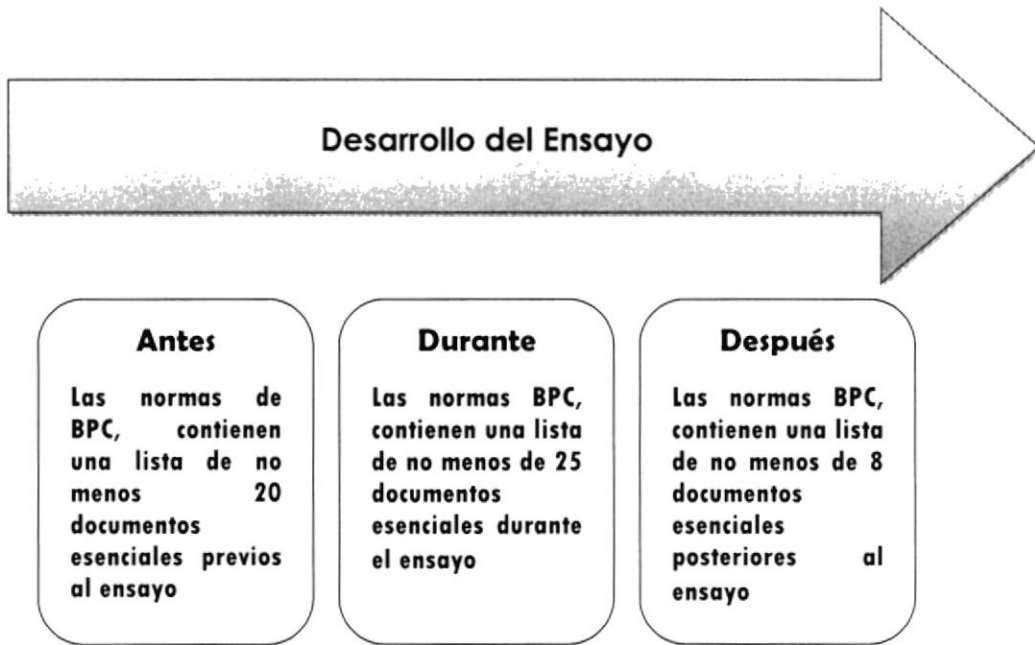 Desarrollo del Ensayo
Antes
Las normas de
BPC, contienen
una lista de no
menos 20
documentos
esenciales previos
al ensayo
Durante
Las normas BPC,
contienen una lista
de no menos de 25
documentos
esenciales durante
el ensayo
Después
Las normas BPC,
contienen una lista
de no menos de 8
documentos
esenciales
posteriores al
ensayo